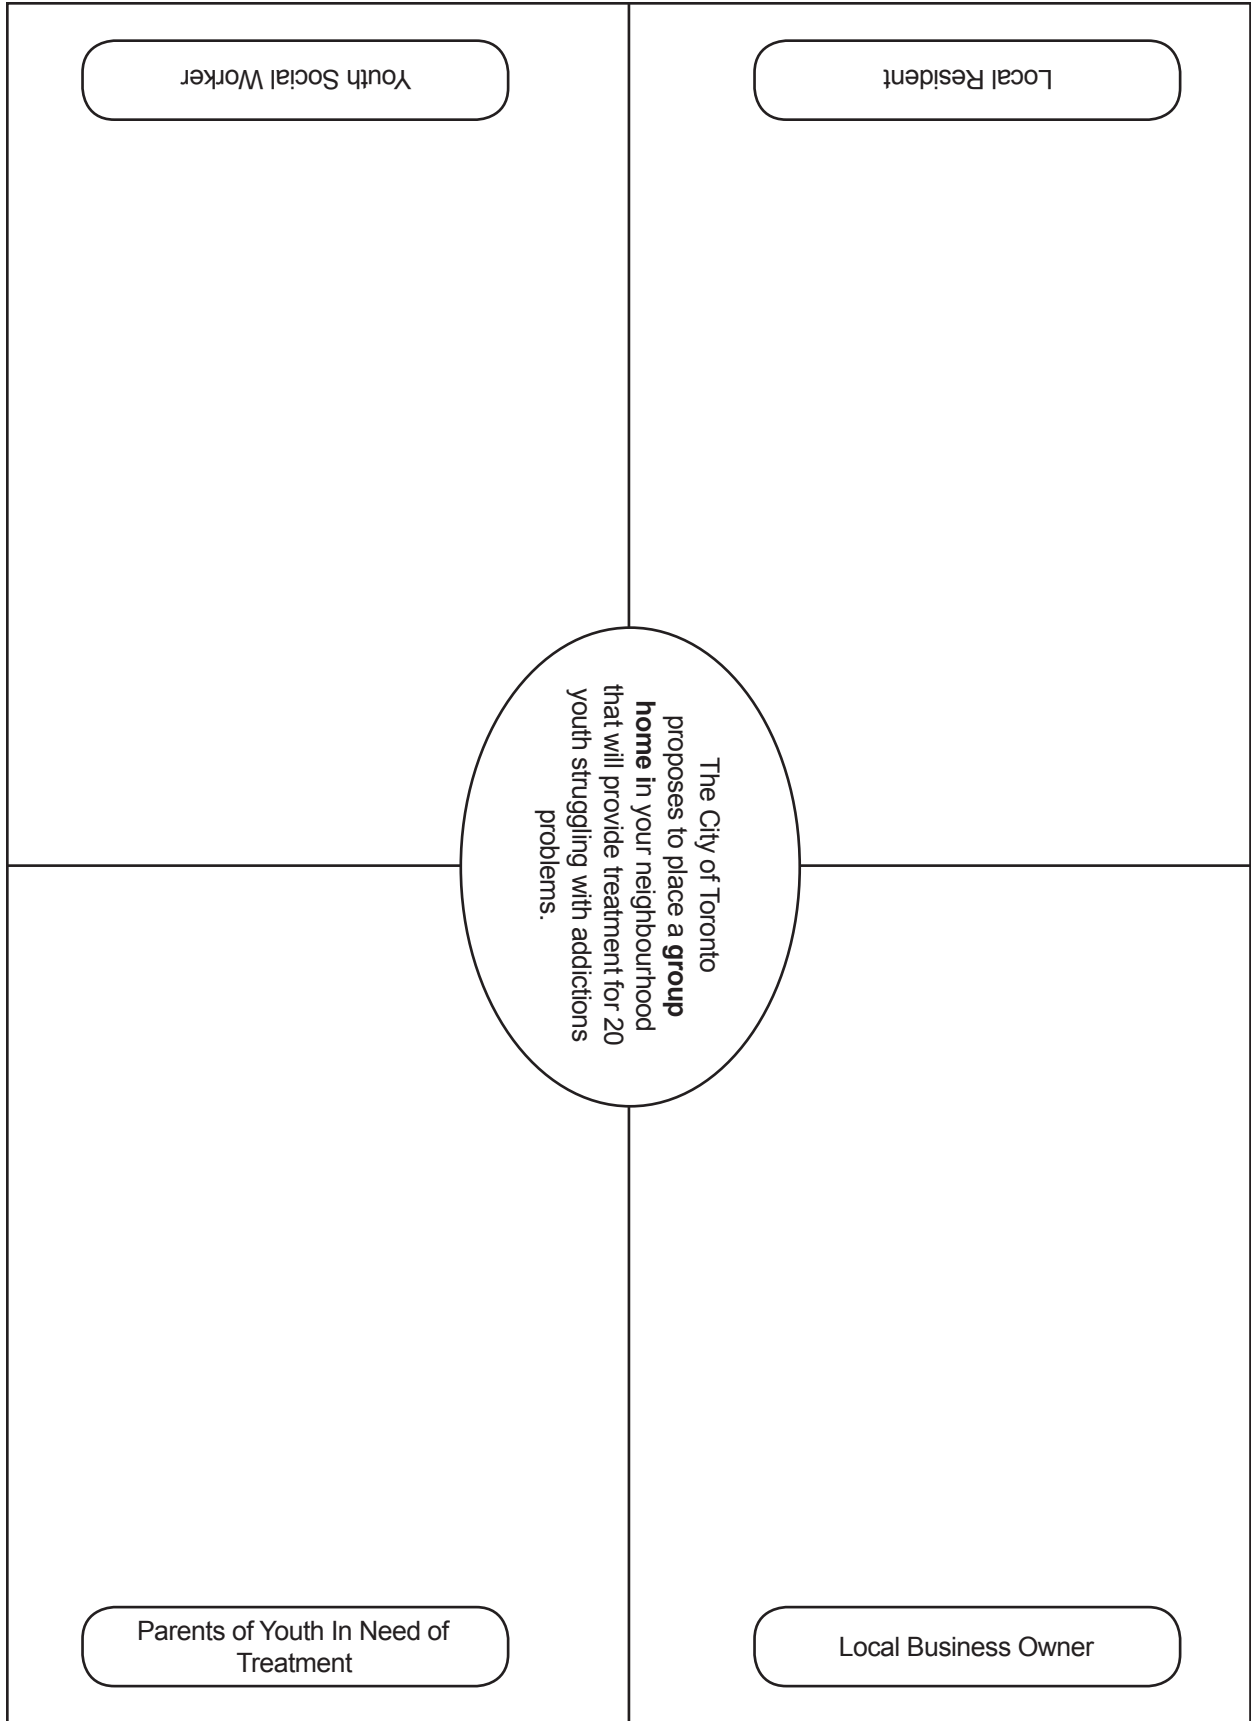 Youth Social Worker
Local Resident
The City of Toronto
proposes to place a group
home in your neighbourhood
that will provide treatment for 20
youth struggling with addictions
problems.
Parents of Youth In Need of
Treatment
Local Business Owner